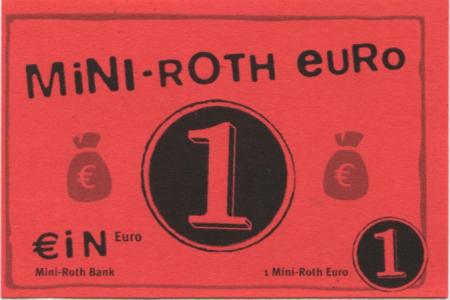 MiNi-ROTH euRo
€ €
1
€iN Euro
Mini-Roth Bank
1 Mini-Roth Euro
1